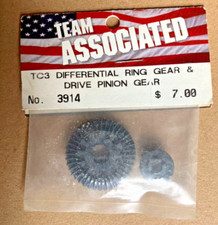 TEAM
ASSOCIATED
TC3 DIFFERENTIAL RING GEAR &
DRIVE PINION GEAR
No. 3914 $ 7.00